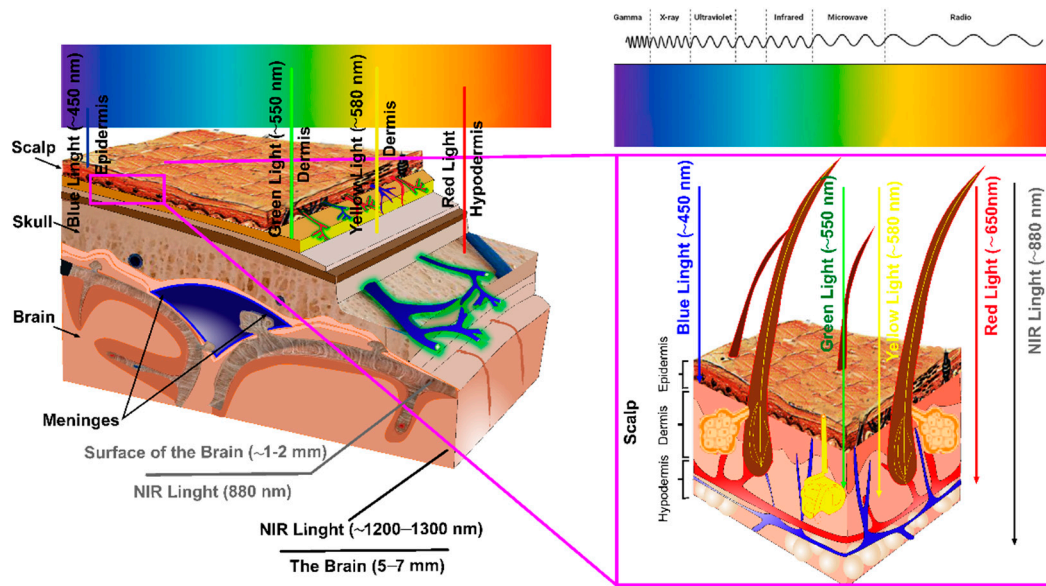 Gamma
X-ray
Ultraviolet
Infrared
Microwave
Radio
Blue Linght (~450 nm)
Epidermis
Green Light (~550 nm)
Dermis
Yellow Light (~580 nm)
Dermis
Red Light
Hypodermis
Scalp
Skull
Brain
Meninges
Surface of the Brain (~1-2 mm)
NIR Linght (880 nm)
NIR Linght (~1200–1300 nm)
The Brain (5–7 mm)
Blue Linght (~450 nm)
Green Light (~550 nm)
Yellow Light (~580 nm)
Red Light (~650nm)
NIR Linght (~880 nm)
Scalp
Epidermis
Dermis
Hypodermis